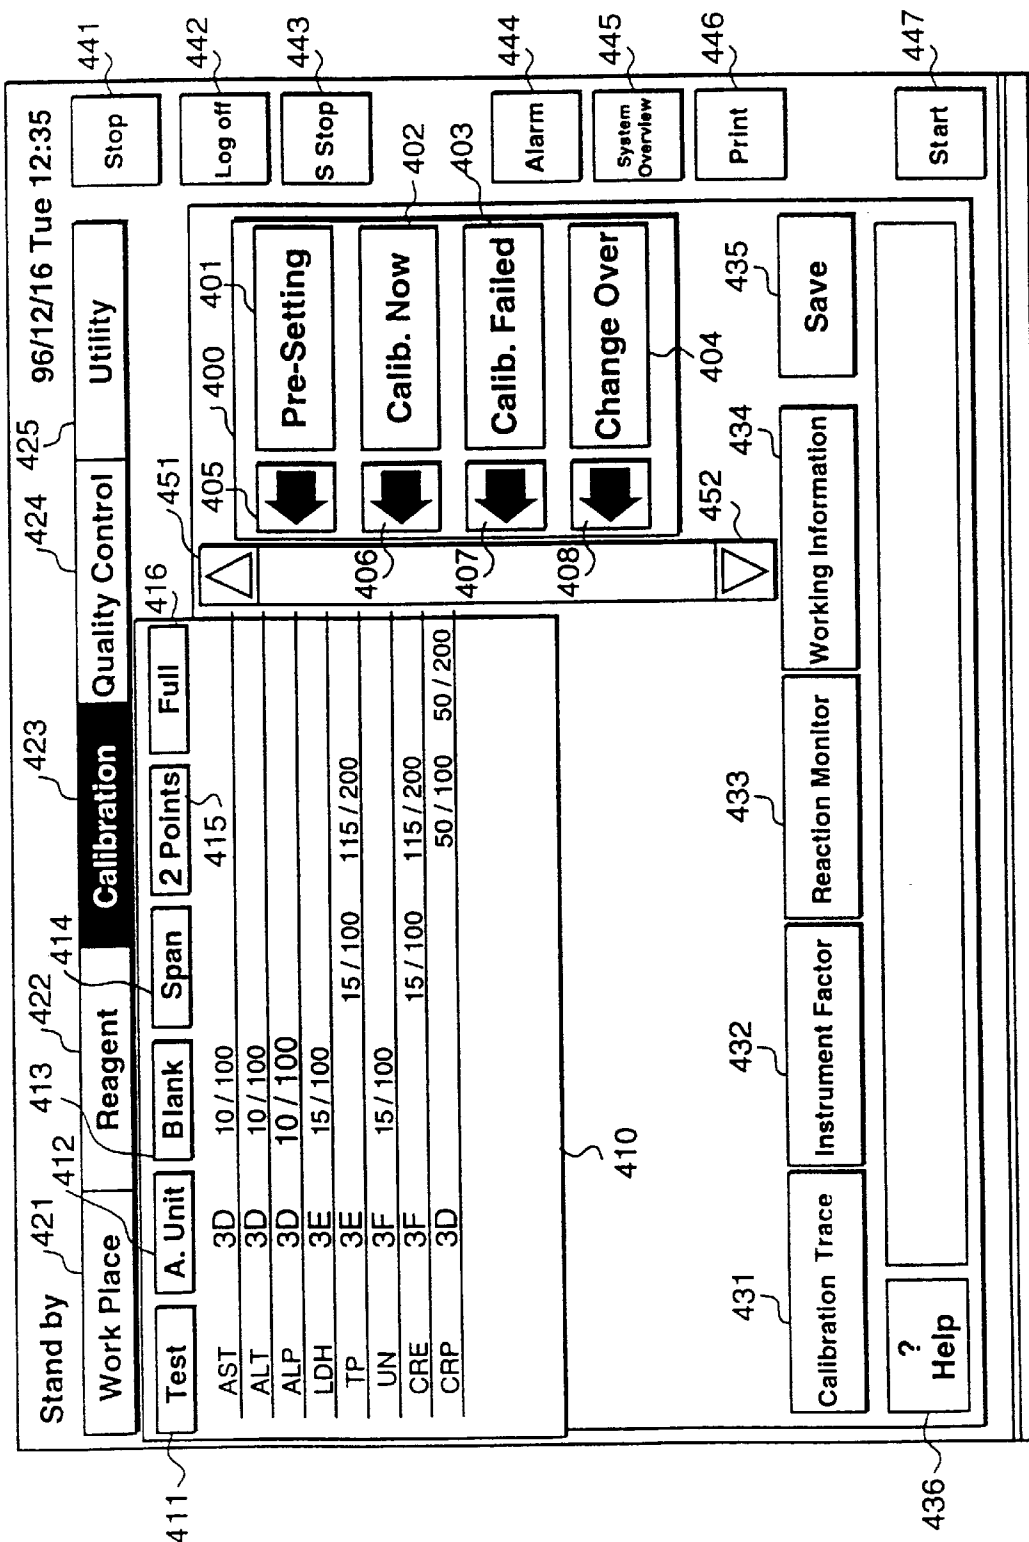 Stand by
96/12/16 Tue 12:35
421
412
413
422
414
423
424
425
Work Place
Reagent
Calibration
Quality Control
Utility
411
Test
A. Unit
Blank
Span
2 Points
Full
415
416
AST 3D 10 / 100
ALT 3D 10 / 100
ALP 3D 10 / 100
LDH 3E 15 / 100
TP 3E 15 / 100 115 / 200
UN 3F 15 / 100
CRE 3F 15 / 100 115 / 200
CRP 3D 50 / 100 50 / 200
410
451
405
400
401
Pre-Setting
406
Calib. Now
402
407
Calib. Failed
403
408
Change Over
404
452
Stop
441
Log off
442
S Stop
443
Alarm
444
System
Overview
445
Print
446
Start
447
431
432
433
434
435
Calibration Trace
Instrument Factor
Reaction Monitor
Working Information
Save
?
Help
436